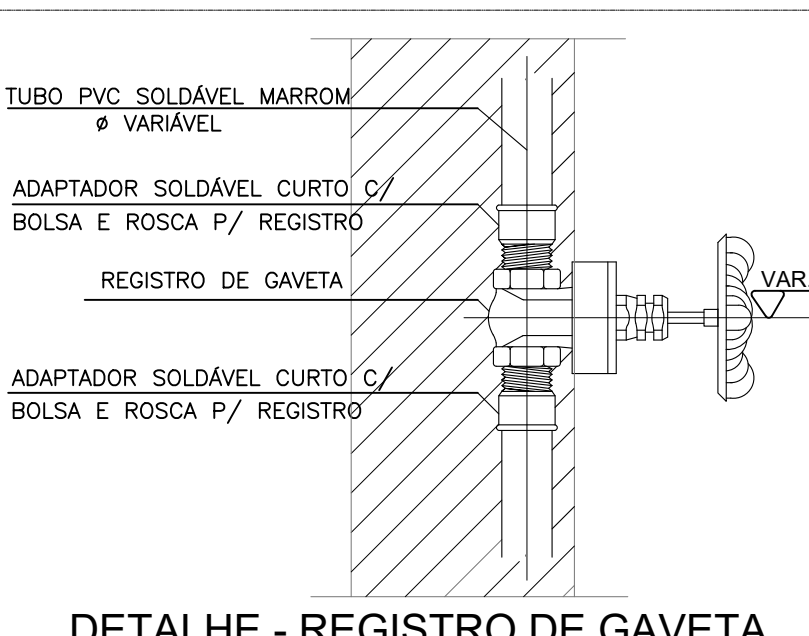 TUBO PVC SOLDÁVEL MARROM
ø VARIÁVEL
ADAPTADOR SOLDÁVEL CURTO C/
BOLSA E ROSCA P/ REGISTRO
REGISTRO DE GAVETA
VAR.
ADAPTADOR SOLDÁVEL CURTO C/
BOLSA E ROSCA P/ REGISTRO
DETALHE - REGISTRO DE GAVETA